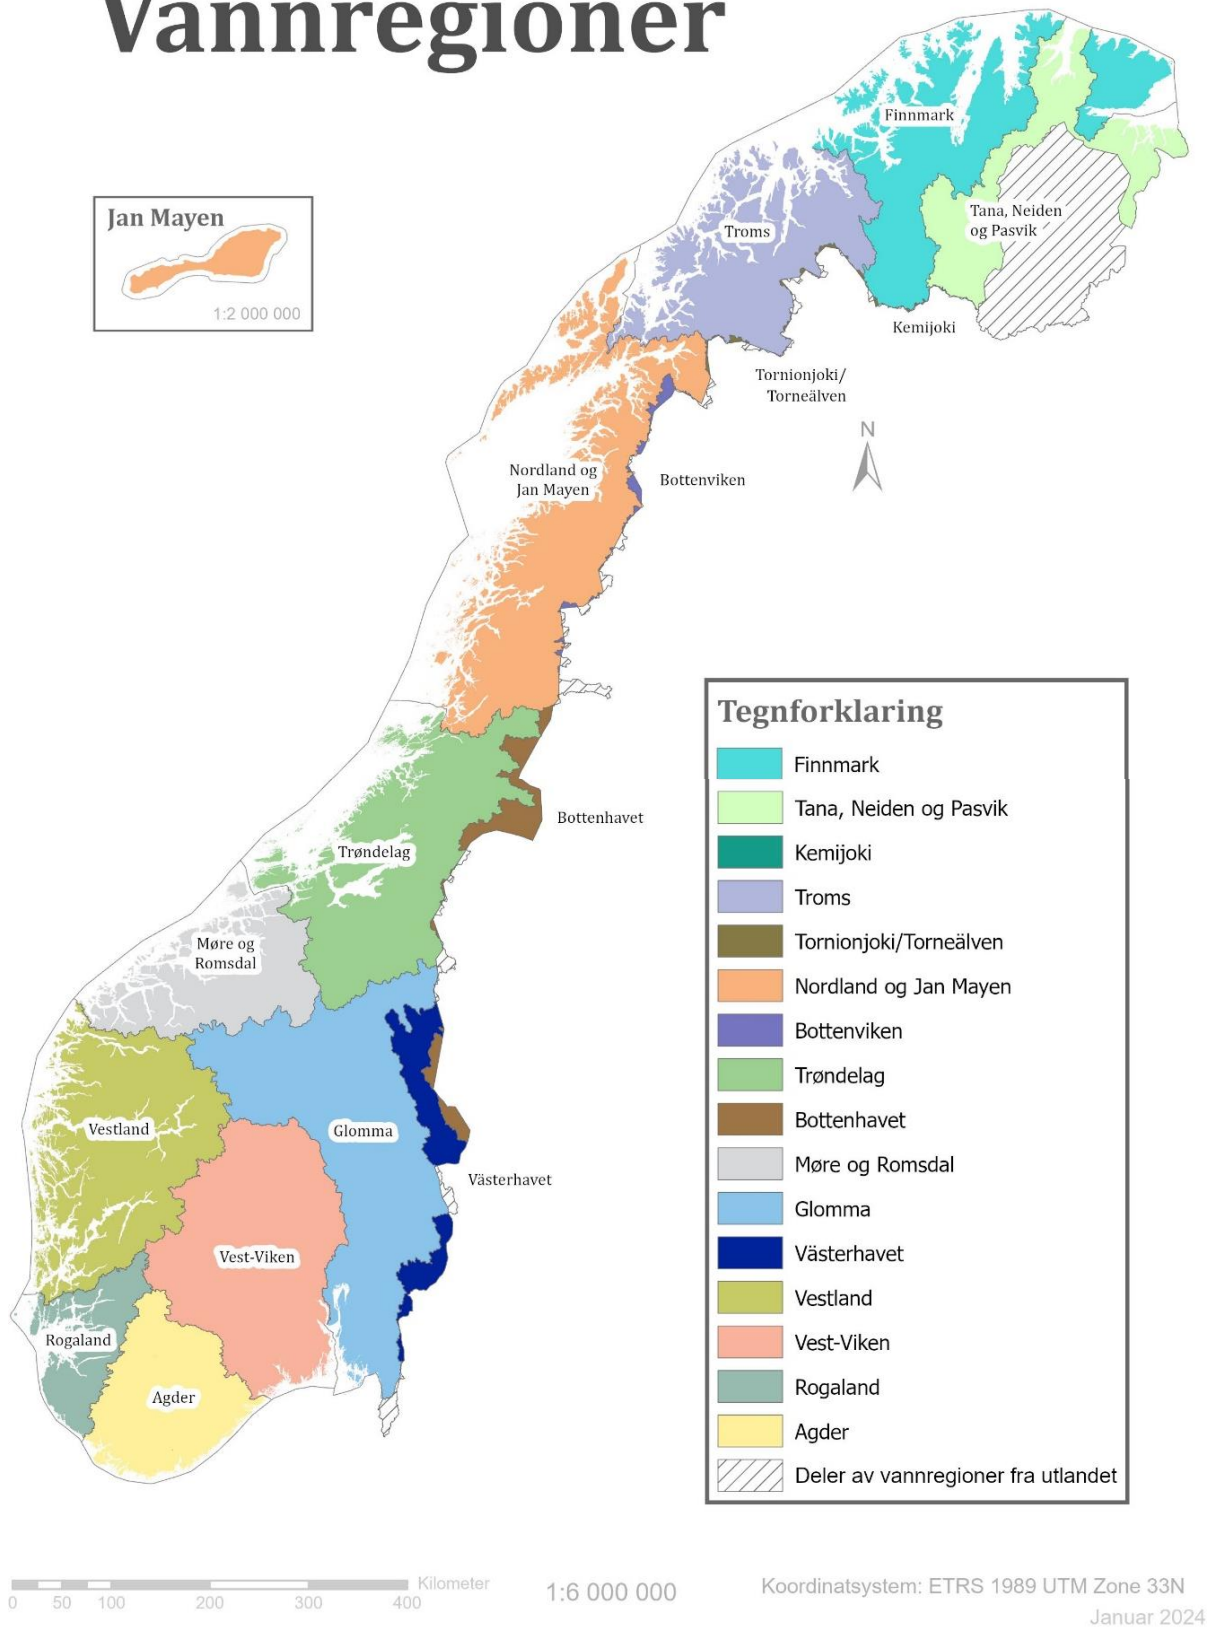 Vannregioner
Jan Mayen
1:2 000 000
Finnmark
Tana, Neiden
og Pasvik
Troms
Kemijoki
Tornionjoki/
Torneälven
N
Nordland og
Jan Mayen
Bottenviken
Bottenhavet
Trøndelag
Møre og
Romsdal
Vestland
Glomma
Västerhavet
Vest-Viken
Rogaland
Agder
Tegnforklaring
Finnmark
Tana, Neiden og Pasvik
Kemijoki
Troms
Tornionjoki/Torneälven
Nordland og Jan Mayen
Bottenviken
Trøndelag
Bottenhavet
Møre og Romsdal
Glomma
Västerhavet
Vestland
Vest-Viken
Rogaland
Agder
Deler av vannregioner fra utlandet
Kilometer
0 50 100 200 300 400
1:6 000 000
Koordinatsystem: ETRS 1989 UTM Zone 33N
Januar 2024